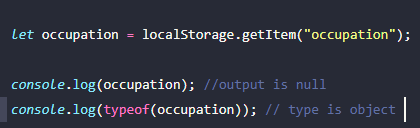 let occupation = localStorage.getItem("occupation");
console.log(occupation); //output is null
console.log(typeof(occupation)); // type is object